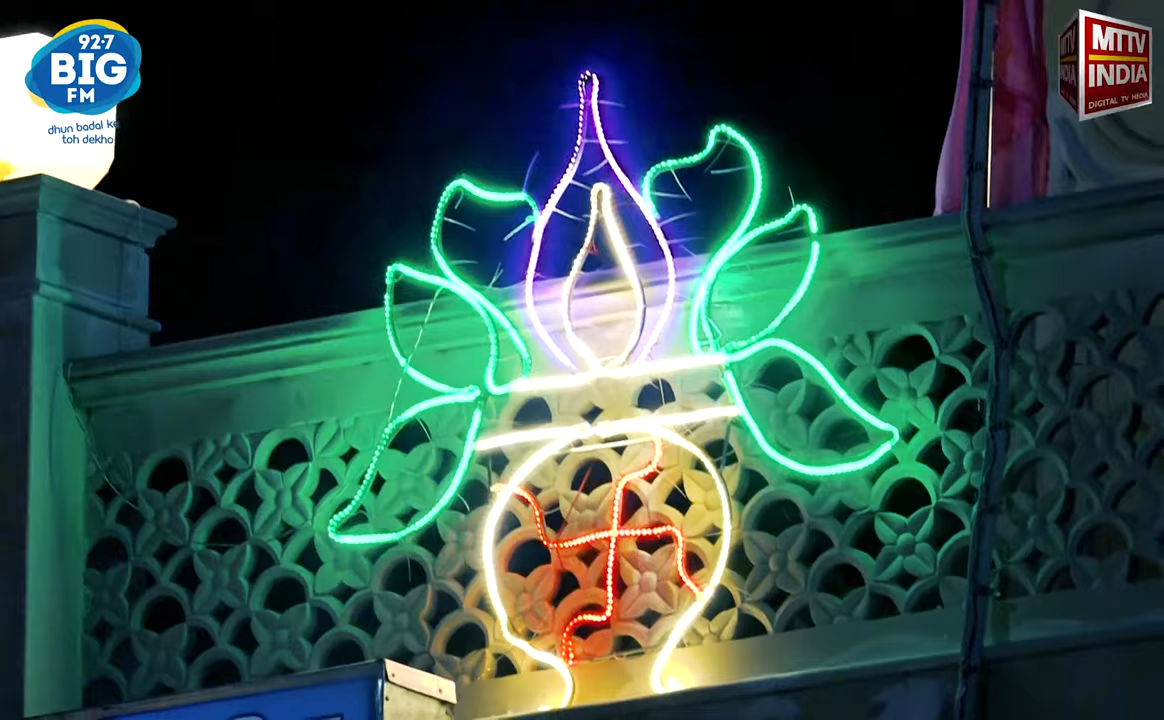 92.7
BIG
FM
dhun badal ke
toh dekho
MTTV
INDIA
DIGITAL TV MEDIA